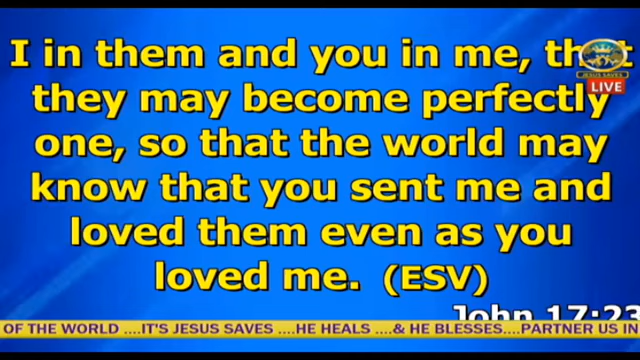 I in them and you in me, that
they may become perfectly
one, so that the world may
know that you sent me and
loved them even as you
loved me. (ESV)
John 17:23
JESUS SAVES
LIVE
OF THE WORLD ....IT'S JESUS SAVES ....HE HEALS ....& HE BLESSES....PARTNER US IN